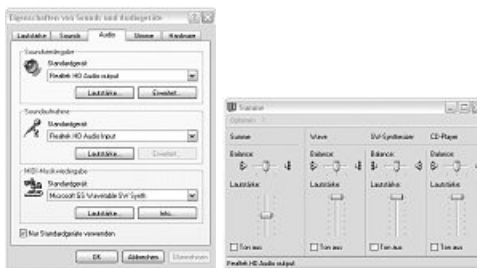 Eigenschaften von Sounds und Audiogeräte
Lautstärke Sounds Audio Stimme Hardware
Soundwiedergabe
Standardgerät:
Realtek HD Audio output
Lautstärke... Erweitert...
Soundaufnahme
Standardgerät:
Realtek HD Audio Input
Lautstärke... Erweitert...
MIDI-Musikwiedergabe
Standardgerät:
Microsoft GS Wavetable SW Synth
Lautstärke... Info...
Nur Standardgeräte verwenden
OK Abbrechen Übernehmen
Summe
Optionen ?
Summe Wave SW-Synthesizer CD-Player
Balance: Balance: Balance: Balance:
Lautstärke: Lautstärke: Lautstärke: Lautstärke:
Ton aus Ton aus Ton aus Ton aus
Realtek HD Audio output